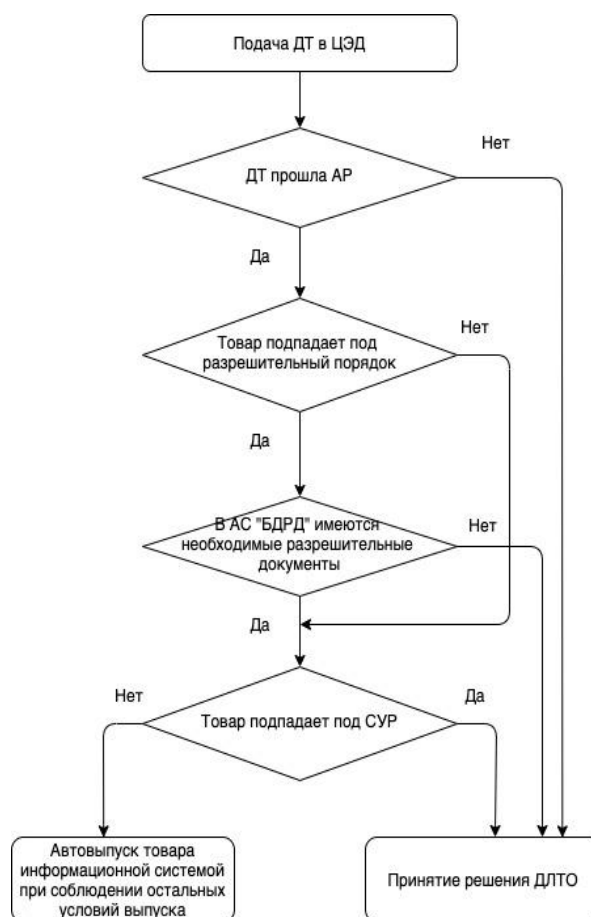 Подача ДТ в ЦЭД
Нет
ДТ прошла АР
Да
Нет
Товар подпадает под
разрешительный порядок
Да
В АС "БДРД" имеются
необходимые разрешительные
документы
Нет
Да
Нет
Да
Товар подпадает под СУР
Автовыпуск товара
информационной системой
при соблюдении остальных
условий выпуска
Принятие решения ДЛТО